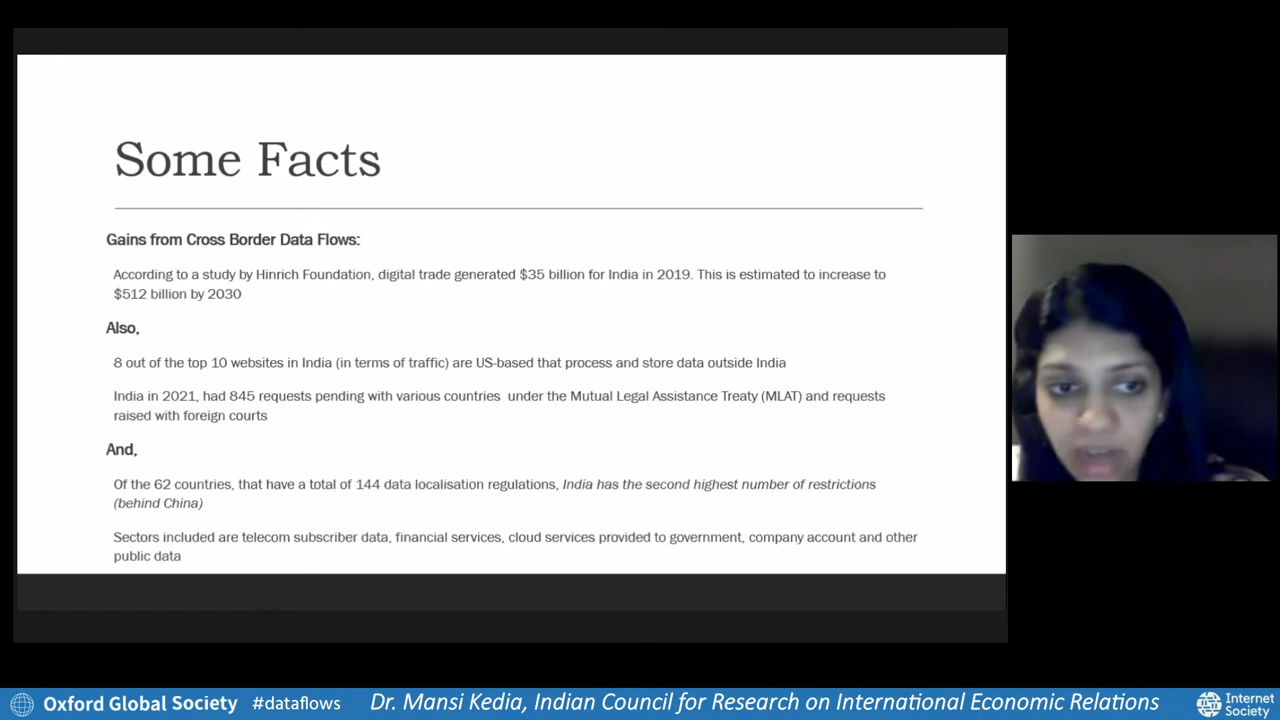 Some Facts
Gains from Cross Border Data Flows:
According to a study by Hinrich Foundation, digital trade generated $35 billion for India in 2019. This is estimated to increase to
$512 billion by 2030
Also,
8 out of the top 10 websites in India (in terms of traffic) are US-based that process and store data outside India
India in 2021, had 845 requests pending with various countries under the Mutual Legal Assistance Treaty (MLAT) and requests
raised with foreign courts
And,
Of the 62 countries, that have a total of 144 data localisation regulations, India has the second highest number of restrictions
(behind China)
Sectors included are telecom subscriber data, financial services, cloud services provided to government, company account and other
public data
Oxford Global Society #dataflows Dr. Mansi Kedia, Indian Council for Research on International Economic Relations
Internet
Society